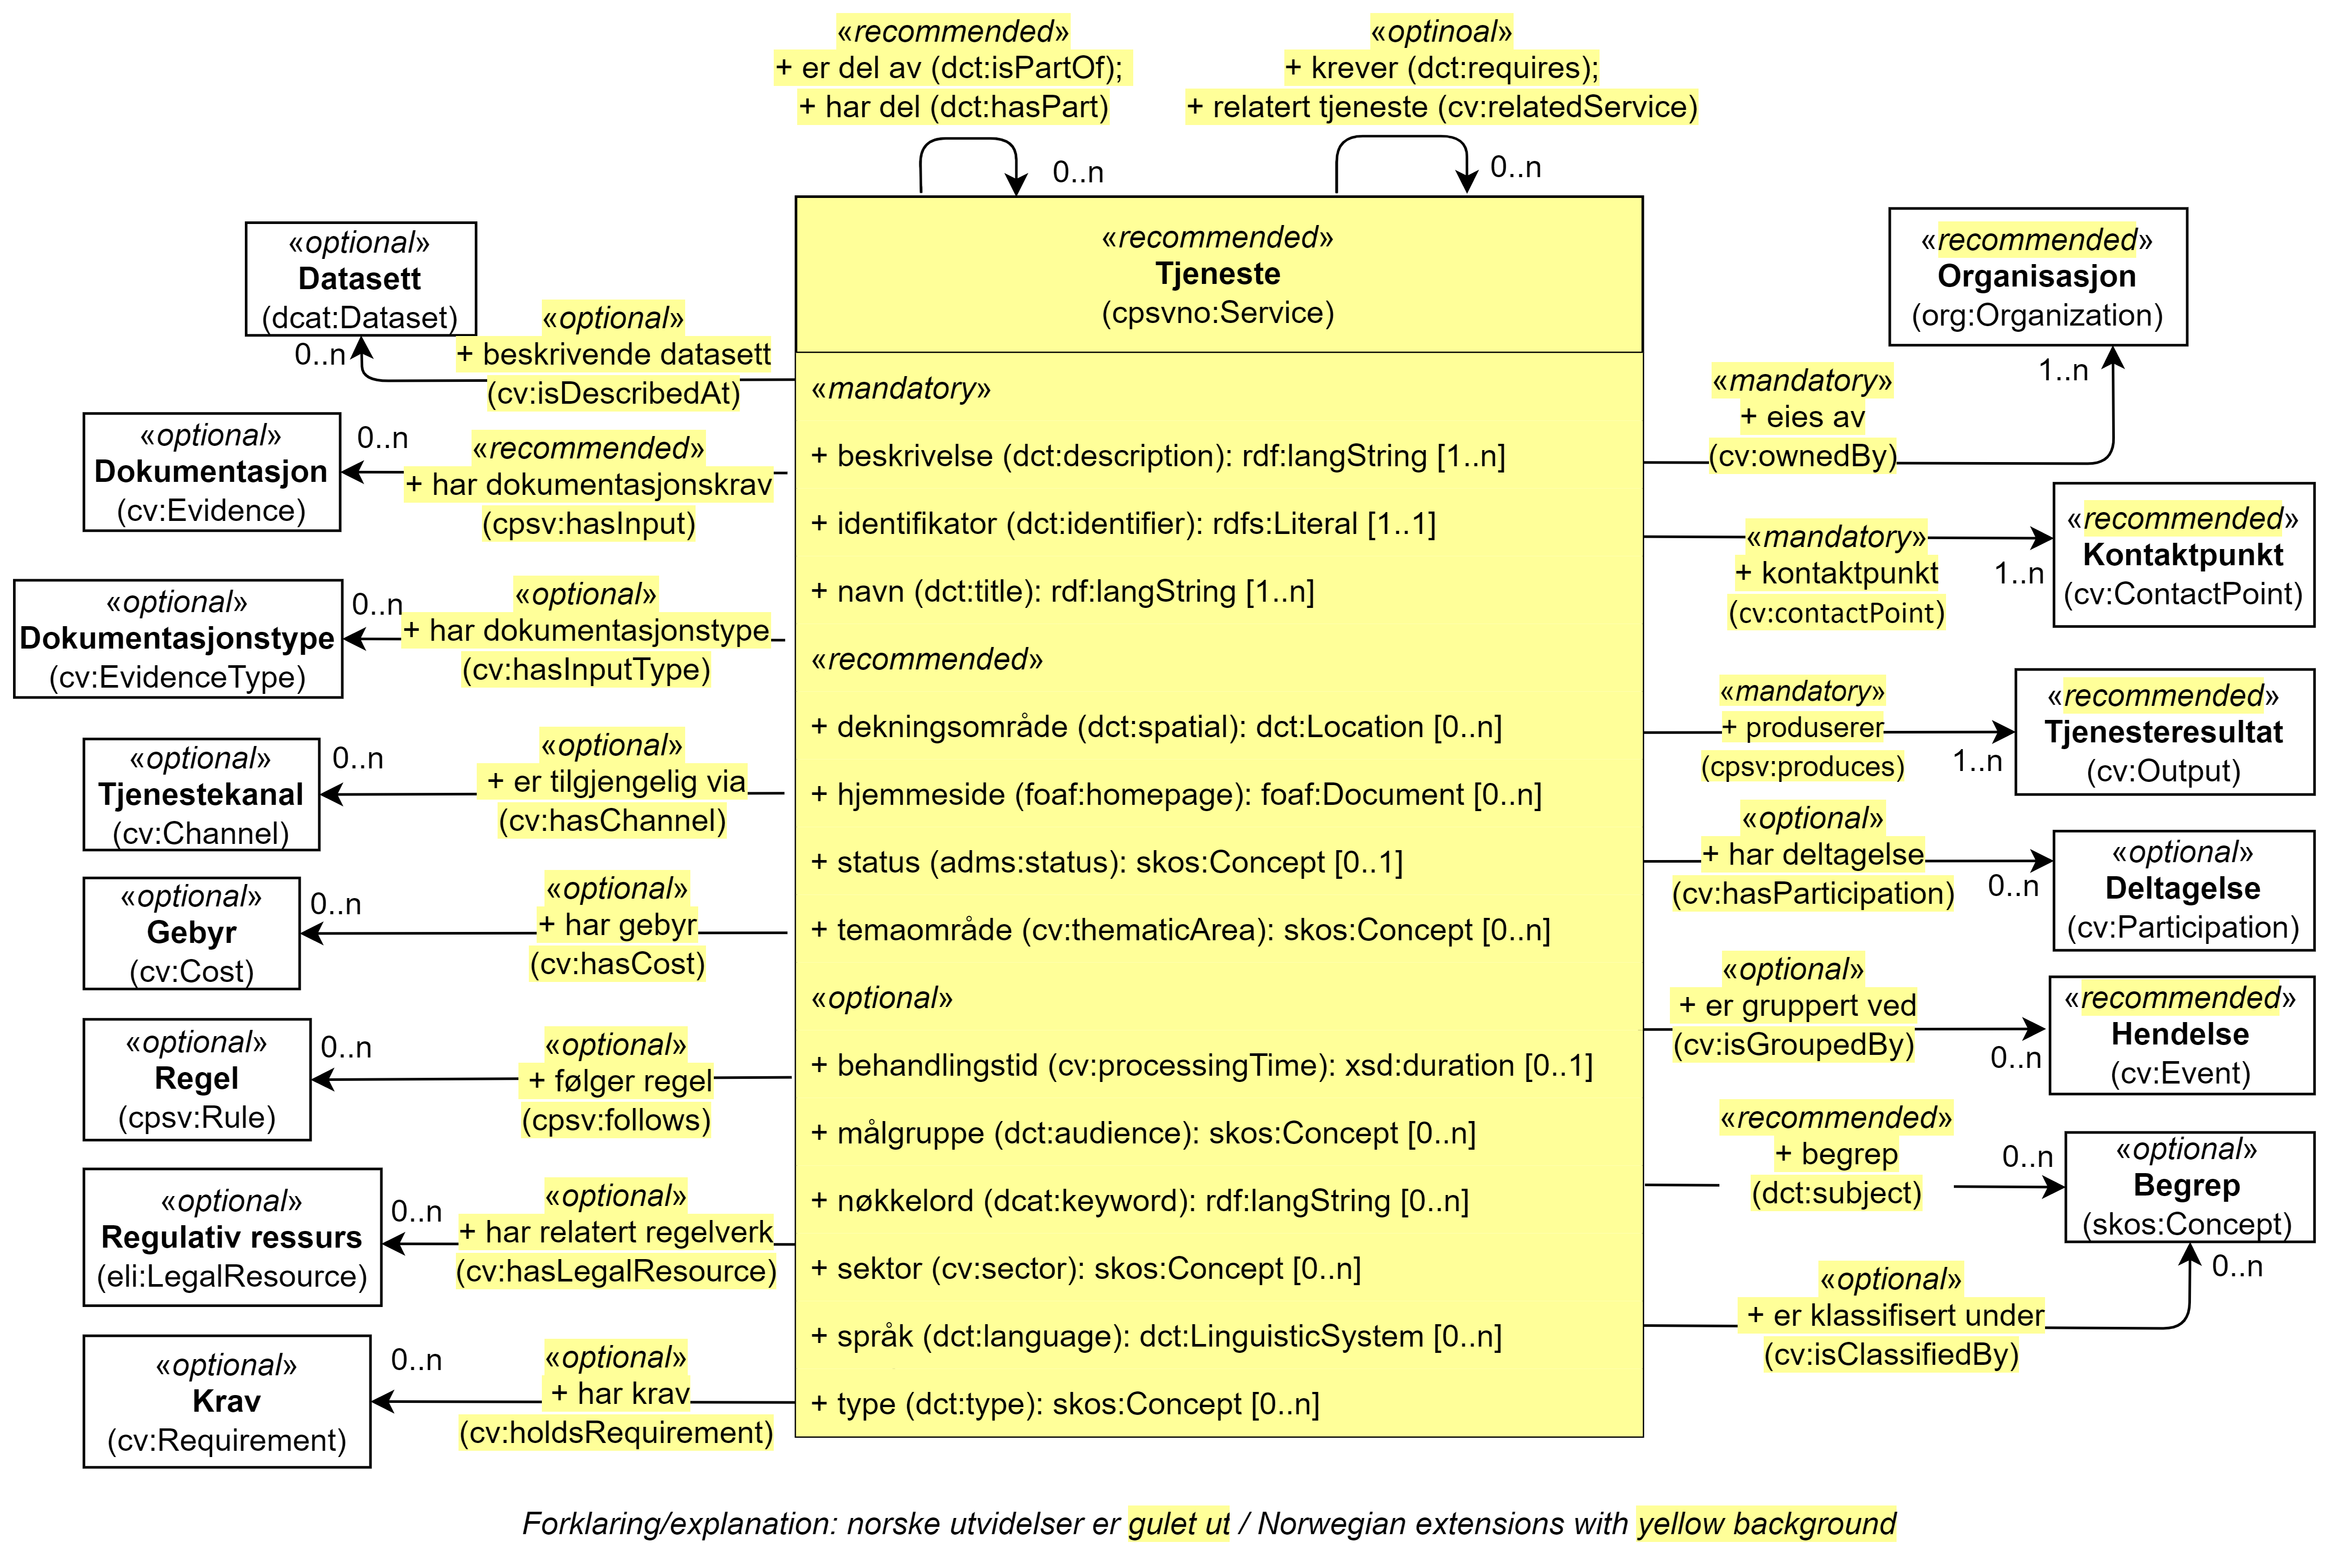 «recommended»
+ er del av (dct:isPartOf);
+ har del (dct:hasPart)
0..n
«optinoal»
+ krever (dct:requires);
+ relatert tjeneste (cv:relatedService)
0..n
«optional»
Datasett
(dcat:Dataset)
0..n
«optional»
+ beskrivende datasett
(cv:isDescribedAt)
«optional»
Dokumentasjon
(cv:Evidence)
0..n
«recommended»
+ har dokumentasjonskrav
(cpsv:hasInput)
«optional»
Dokumentasjonstype
(cv:EvidenceType)
0..n
«optional»
+ har dokumentasjonstype
(cv:hasInputType)
«optional»
Tjenestekanal
(cv:Channel)
0..n
«optional»
+ er tilgjengelig via
(cv:hasChannel)
«optional»
Gebyr
(cv:Cost)
0..n
«optional»
+ har gebyr
(cv:hasCost)
«optional»
Regel
(cpsv:Rule)
0..n
«optional»
+ følger regel
(cpsv:follows)
«optional»
Regulativ ressurs
(eli:LegalResource)
0..n
«optional»
+ har relatert regelverk
(cv:hasLegalResource)
«optional»
Krav
(cv:Requirement)
0..n
«optional»
+ har krav
(cv:holdsRequirement)
«recommended»
Tjeneste
(cpsvno:Service)
«mandatory»
+ beskrivelse (dct:description): rdf:langString [1..n]
+ identifikator (dct:identifier): rdfs:Literal [1..1]
+ navn (dct:title): rdf:langString [1..n]
«recommended»
+ dekningsområde (dct:spatial): dct:Location [0..n]
+ hjemmeside (foaf:homepage): foaf:Document [0..n]
+ status (adms:status): skos:Concept [0..1]
+ temaområde (cv:thematicArea): skos:Concept [0..n]
«optional»
+ behandlingstid (cv:processingTime): xsd:duration [0..1]
+ målgruppe (dct:audience): skos:Concept [0..n]
+ nøkkelord (dcat:keyword): rdf:langString [0..n]
+ sektor (cv:sector): skos:Concept [0..n]
+ språk (dct:language): dct:LinguisticSystem [0..n]
+ type (dct:type): skos:Concept [0..n]
«recommended»
Organisasjon
(org:Organization)
1..n
«mandatory»
+ eies av
(cv:ownedBy)
«recommended»
Kontaktpunkt
(cv:ContactPoint)
1..n
«mandatory»
+ kontaktpunkt
(cv:contactPoint)
«recommended»
Tjenesteresultat
(cv:Output)
1..n
«mandatory»
+ produserer
(cpsv:produces)
«optional»
Deltagelse
(cv:Participation)
0..n
«optional»
+ har deltagelse
(cv:hasParticipation)
«recommended»
Hendelse
(cv:Event)
0..n
«optional»
+ er gruppert ved
(cv:isGroupedBy)
«optional»
Begrep
(skos:Concept)
0..n
«recommended»
+ begrep
(dct:subject)
0..n
«optional»
+ er klassifisert under
(cv:isClassifiedBy)
Forklaring/explanation: norske utvidelser er gulet ut / Norwegian extensions with yellow background